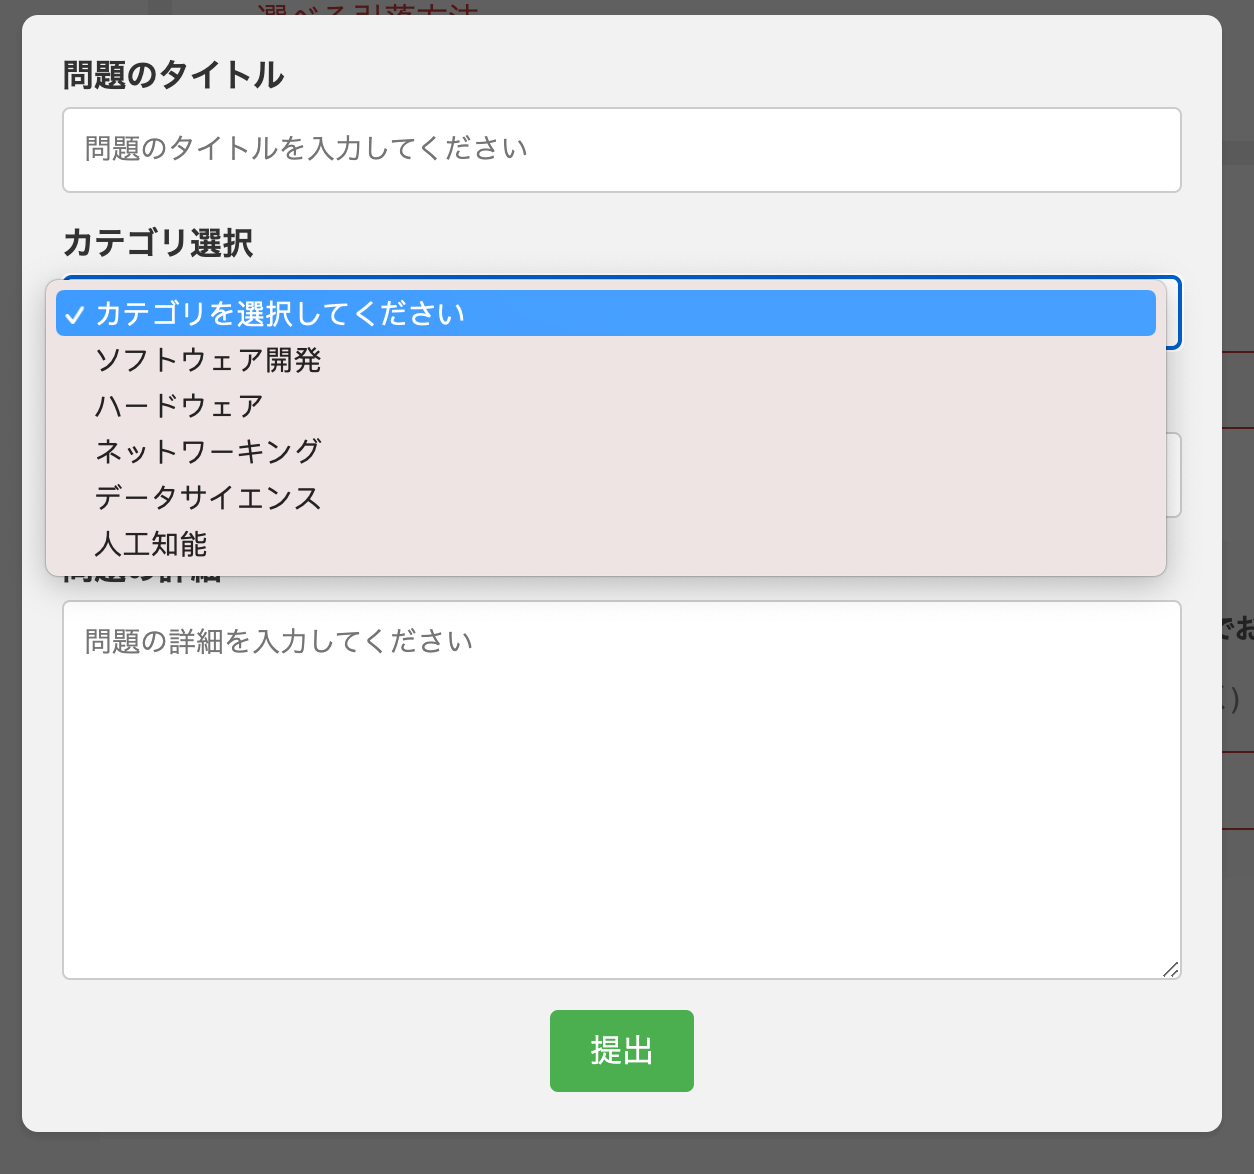 問題のタイトル
問題のタイトルを入力してください
カテゴリ選択
カテゴリを選択してください
ソフトウェア開発
ハードウェア
ネットワーキング
データサイエンス
人工知能
問題の詳細を入力してください
提出